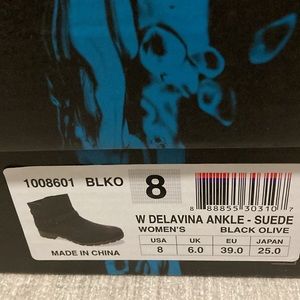 1008601 BLKO
8
8 88855 30310 7
W DELAVINA ANKLE - SUEDE
WOMEN'S BLACK OLIVE
USA UK EU JAPAN
8 6.0 39.0 25.0
MADE IN CHINA